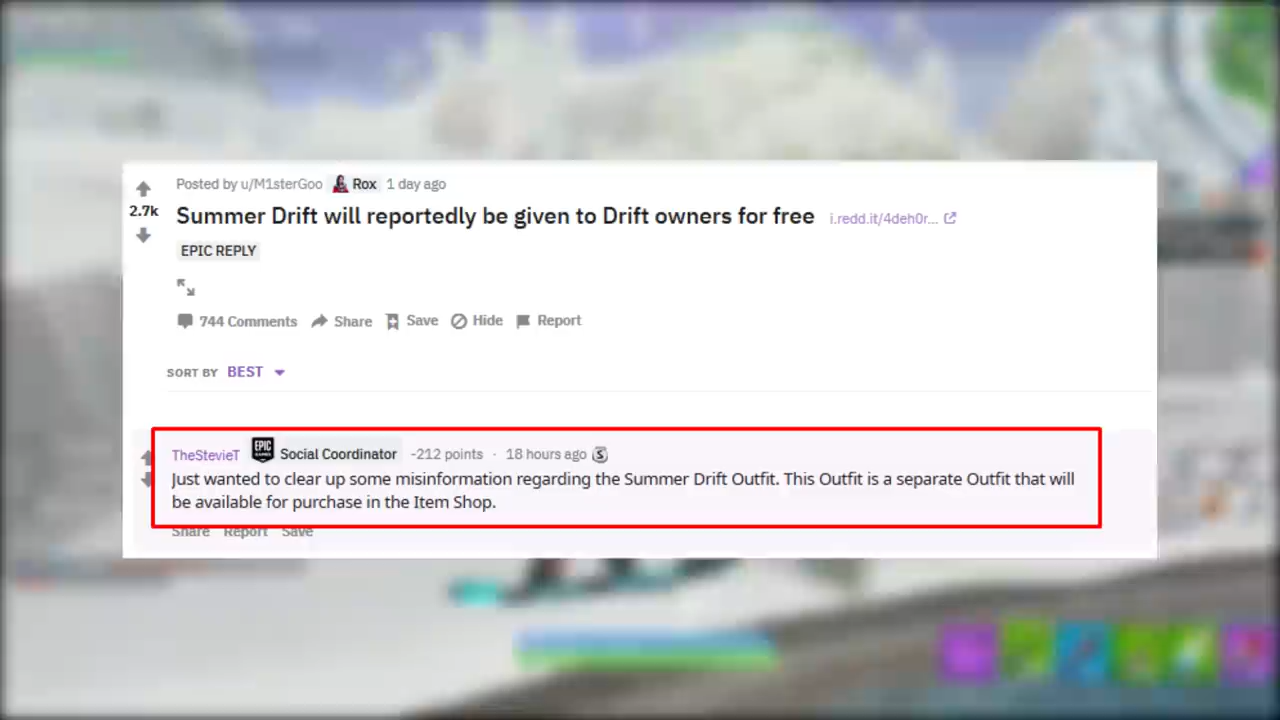 Posted by u/M1sterGoo Rox 1 day ago
2.7k
Summer Drift will reportedly be given to Drift owners for free i.redd.it/4deh0r...
EPIC REPLY
744 Comments Share Save Hide Report
SORT BY BEST
TheStevieT EPIC GAMES Social Coordinator -212 points · 18 hours ago
Just wanted to clear up some misinformation regarding the Summer Drift Outfit. This Outfit is a separate Outfit that will
be available for purchase in the Item Shop.
Share Report Save